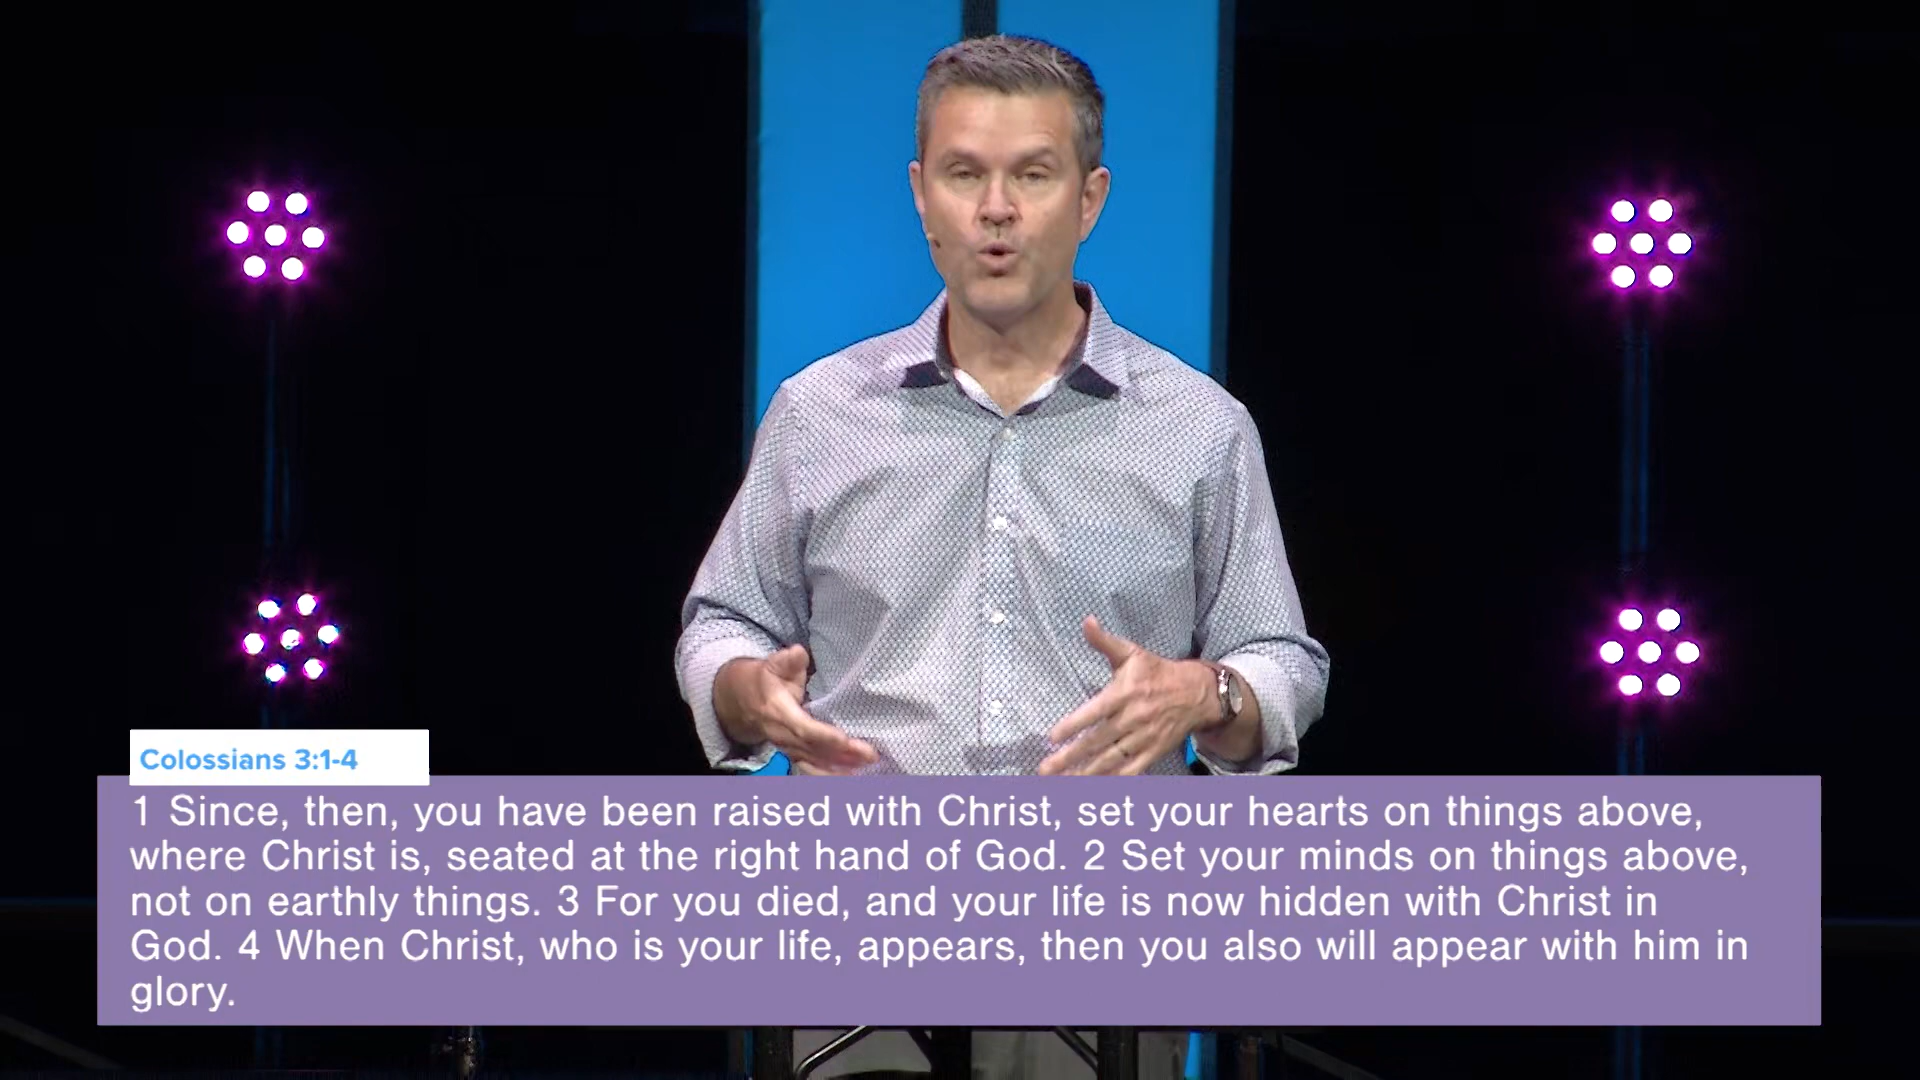 Colossians 3:1-4
1 Since, then, you have been raised with Christ, set your hearts on things above,
where Christ is, seated at the right hand of God. 2 Set your minds on things above,
not on earthly things. 3 For you died, and your life is now hidden with Christ in
God. 4 When Christ, who is your life, appears, then you also will appear with him in
glory.